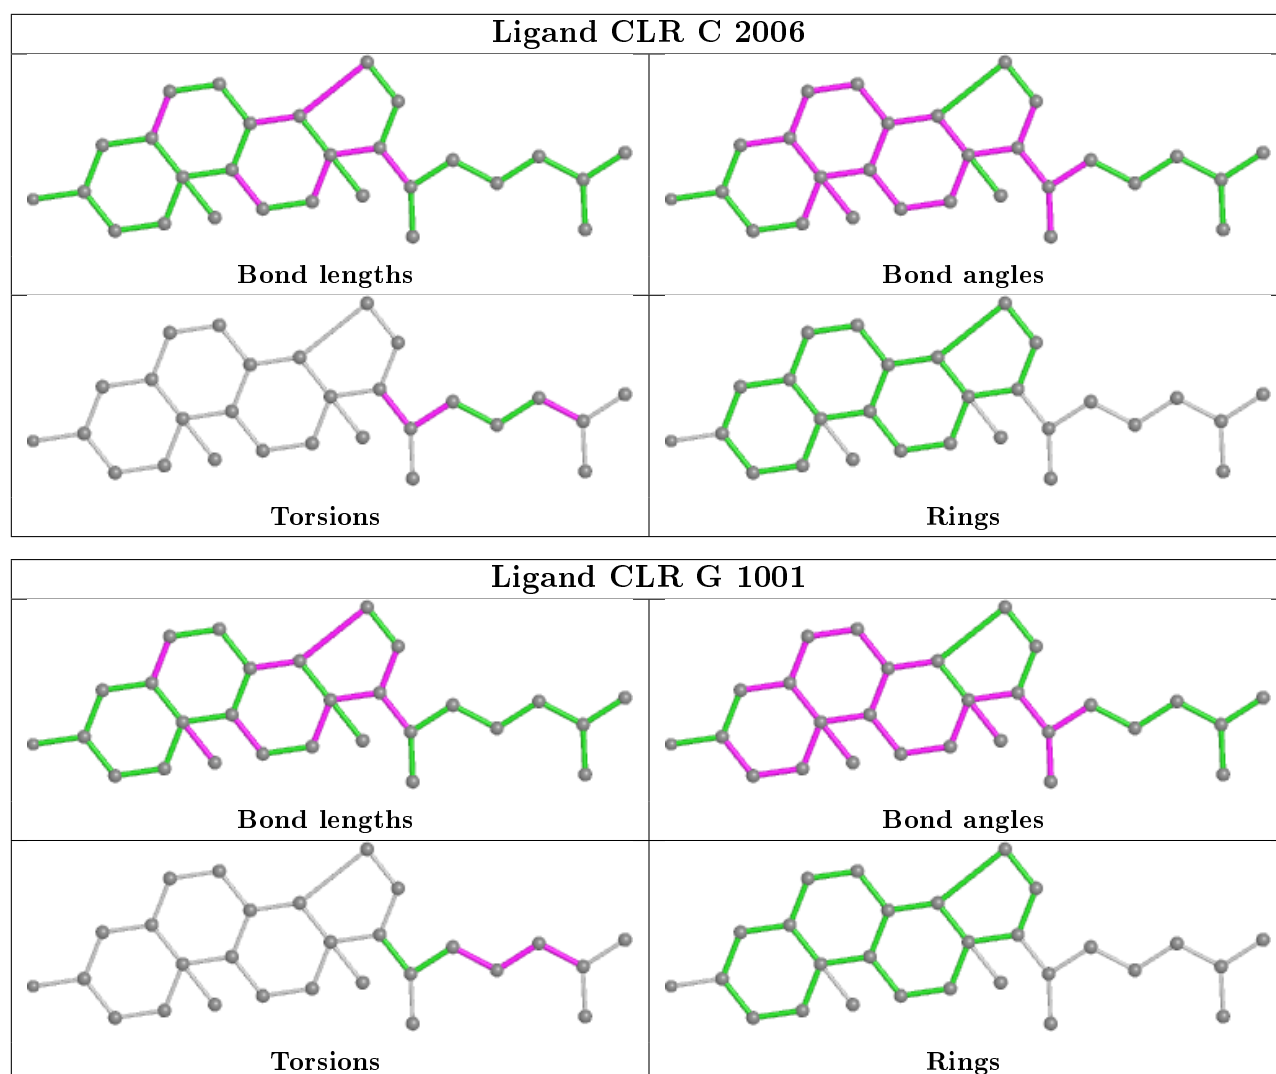 Ligand CLR C 2006
Bond lengths
Bond angles
Torsions
Rings
Ligand CLR G 1001
Bond lengths
Bond angles
Torsions
Rings